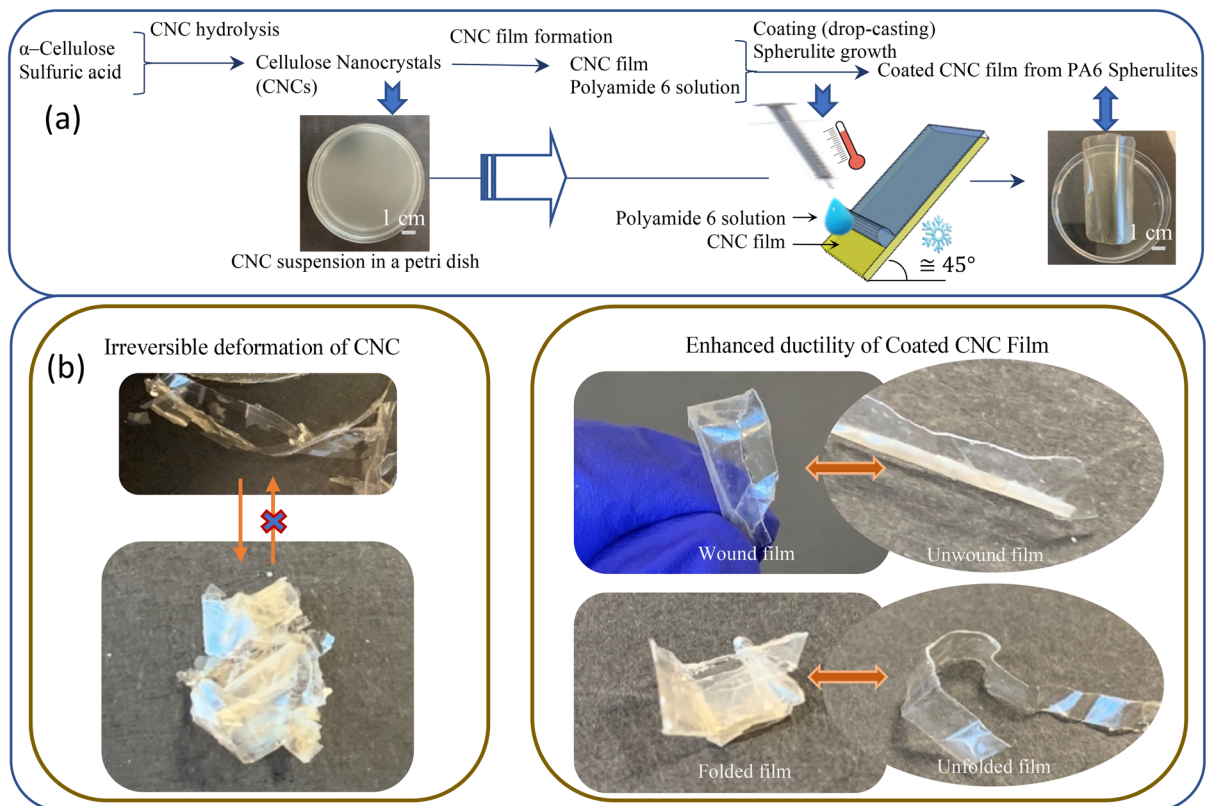 α–Cellulose
Sulfuric acid
CNC hydrolysis
Cellulose Nanocrystals
(CNCs)
CNC film formation
CNC film
Polyamide 6 solution
Coating (drop-casting)
Spherulite growth
Coated CNC film from PA6 Spherulites
(a)
1 cm
CNC suspension in a petri dish
Polyamide 6 solution
CNC film
≅ 45°
1 cm
(b)
Irreversible deformation of CNC
Enhanced ductility of Coated CNC Film
Wound film
Unwound film
Folded film
Unfolded film